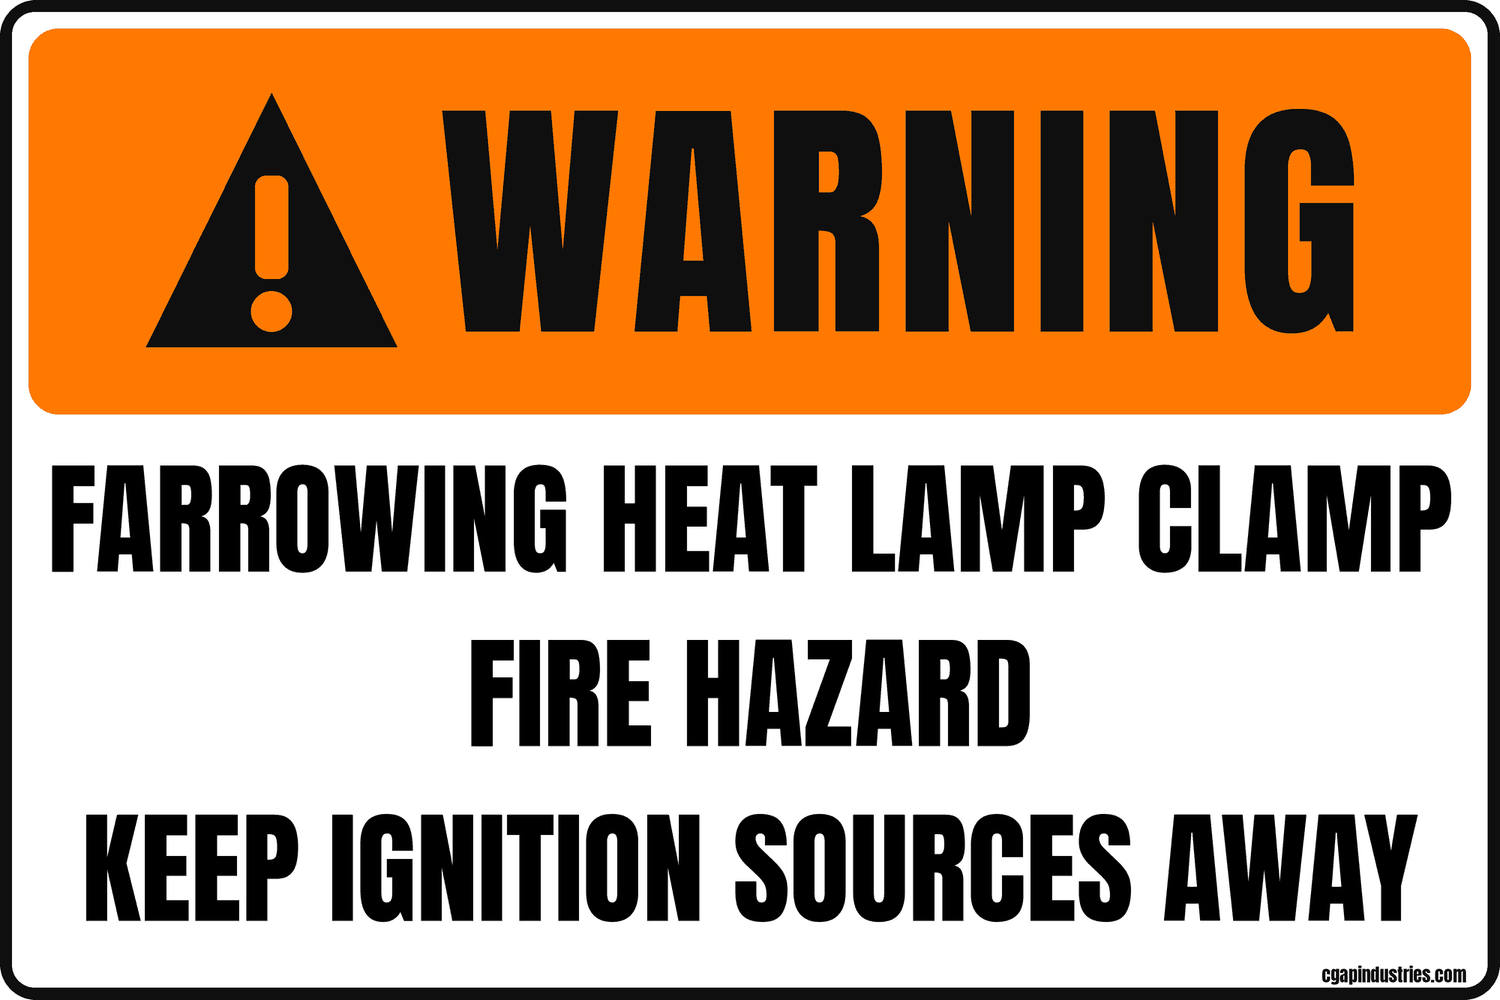 WARNING
FARROWING HEAT LAMP CLAMP
FIRE HAZARD
KEEP IGNITION SOURCES AWAY
cgapindustries.com